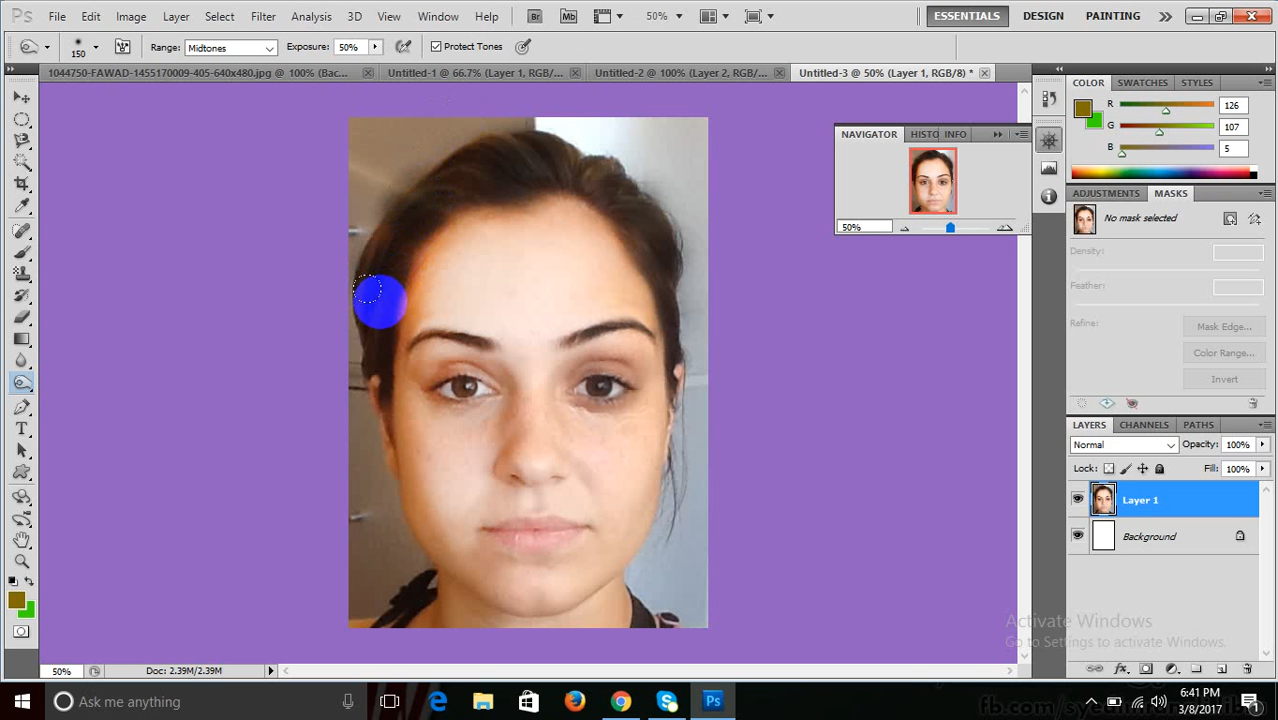 Ps File Edit Image Layer Select Filter Analysis 3D View Window Help Br Mb 50% ESSENTIALS DESIGN PAINTING
150 Range: Midtones Exposure: 50% Protect Tones
1044750-FAWAD-1455170009-405-640x480.jpg @ 100% (Bac... Untitled-1 @ 66.7% (Layer 1, RGB/... Untitled-2 @ 100% (Layer 2, RGB/... Untitled-3 @ 50% (Layer 1, RGB/8) *
COLOR SWATCHES STYLES
R 126
G 107
B 5
NAVIGATOR HISTO INFO
50%
ADJUSTMENTS MASKS
No mask selected
Density:
Feather:
Refine: Mask Edge...
Color Range...
Invert
LAYERS CHANNELS PATHS
Normal Opacity: 100%
Lock: Fill: 100%
Layer 1
Background
Activate Windows
Go to Settings to activate Windows.
50% Doc: 2.39M/2.39M
Ask me anything
Ps
6:41 PM
3/8/2017